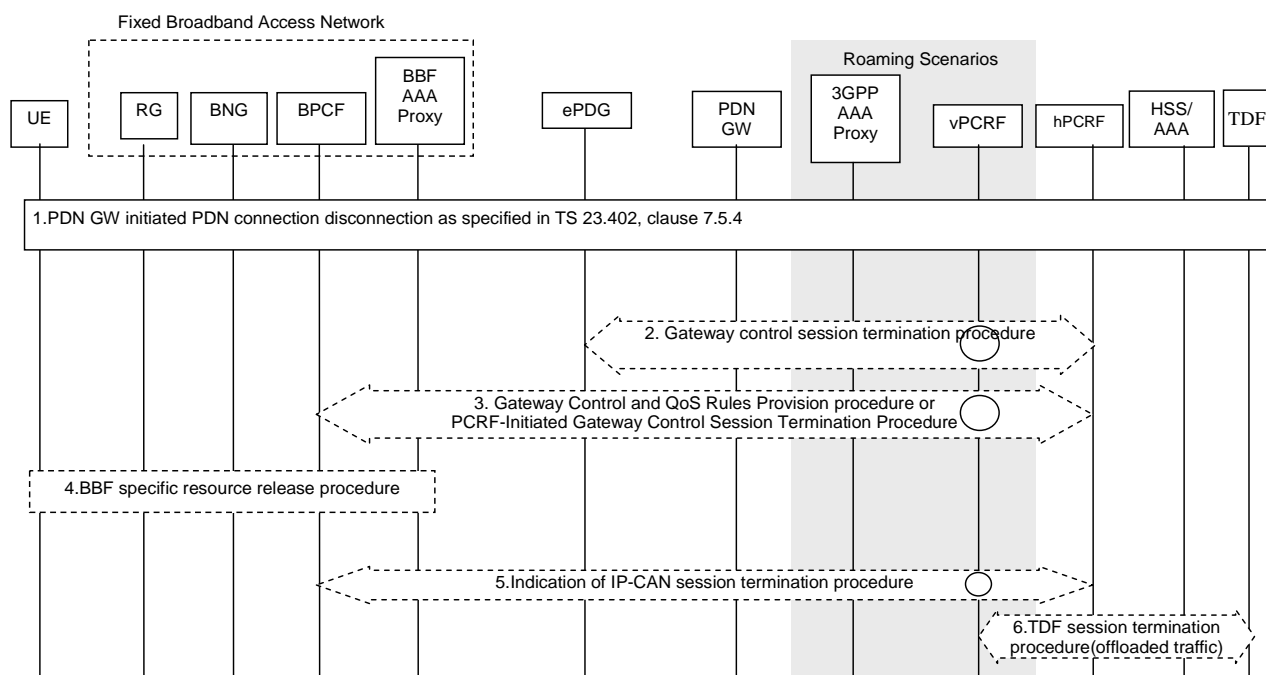 Fixed Broadband Access Network
Roaming Scenarios
UE
RG
BNG
BPCF
BBF
AAA
Proxy
ePDG
PDN
GW
3GPP
AAA
Proxy
vPCRF
hPCRF
HSS/
AAA
TDF
1.PDN GW initiated PDN connection disconnection as specified in TS 23.402, clause 7.5.4
2. Gateway control session termination procedure
3. Gateway Control and QoS Rules Provision procedure or
PCRF-Initiated Gateway Control Session Termination Procedure
4.BBF specific resource release procedure
5.Indication of IP-CAN session termination procedure
6.TDF session termination
procedure(offloaded traffic)